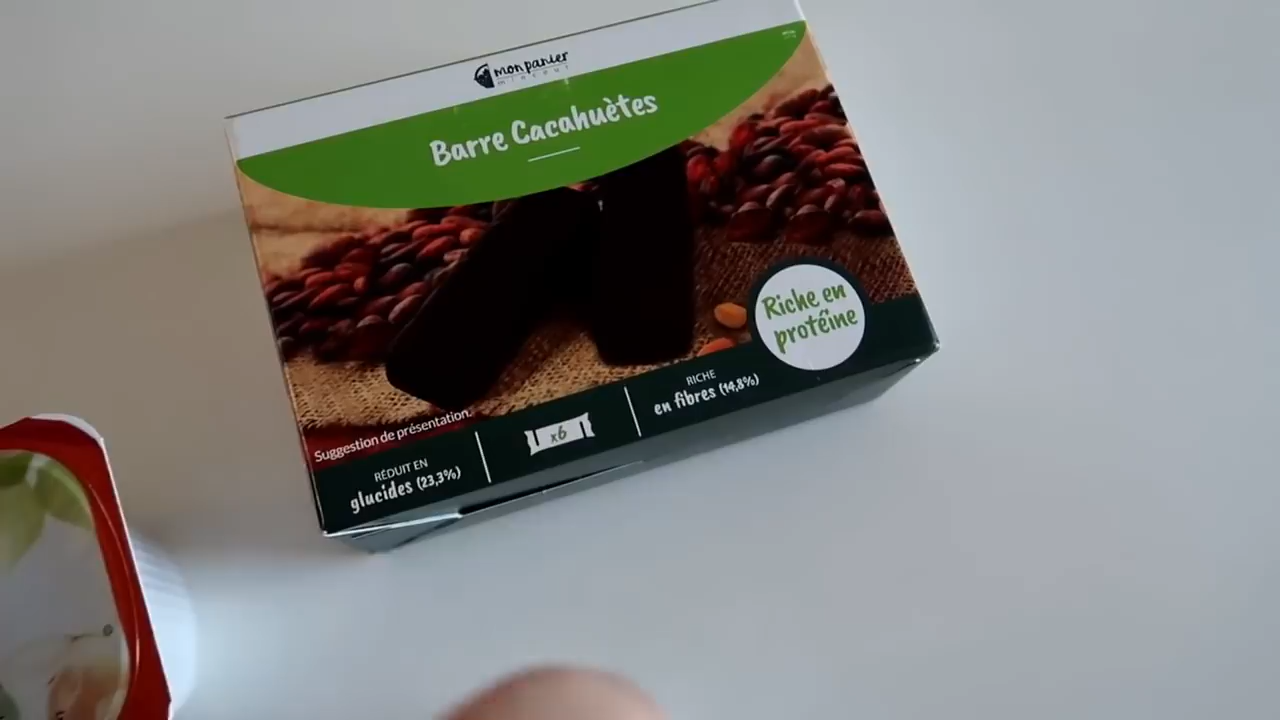 mon panier
minceur
Barre Cacahuètes
Riche en
protéine
Suggestion de présentation.
RÉDUIT EN
glucides (23,3%)
x6
RICHE
en fibres (14,8%)